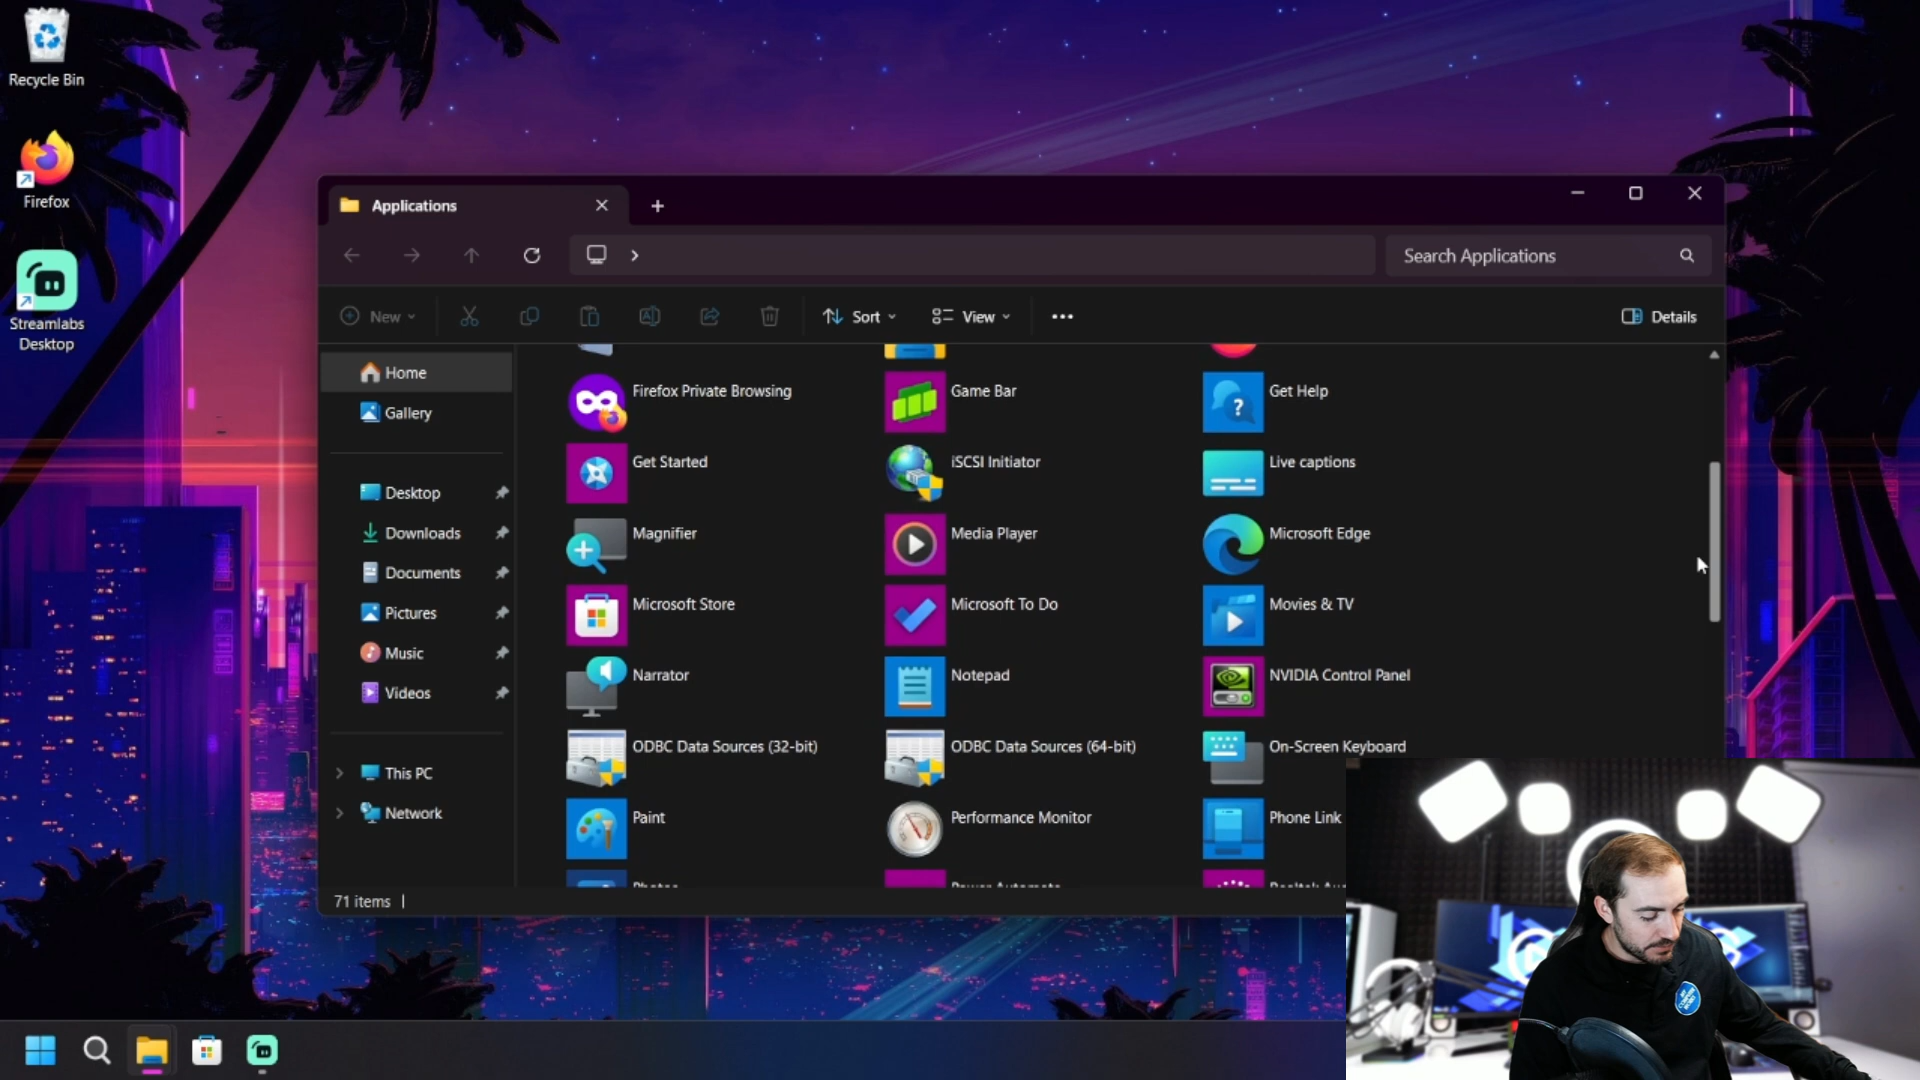 Recycle Bin
Firefox
Streamlabs
Desktop
Applications
Search Applications
New
Sort
View
Details
Home
Gallery
Desktop
Downloads
Documents
Pictures
Music
Videos
This PC
Network
Firefox Private Browsing
Game Bar
Get Help
Get Started
iSCSI Initiator
Live captions
Magnifier
Media Player
Microsoft Edge
Microsoft Store
Microsoft To Do
Movies & TV
Narrator
Notepad
NVIDIA Control Panel
ODBC Data Sources (32-bit)
ODBC Data Sources (64-bit)
On-Screen Keyboard
Paint
Performance Monitor
Phone Link
Photos
Power Automate
71 items